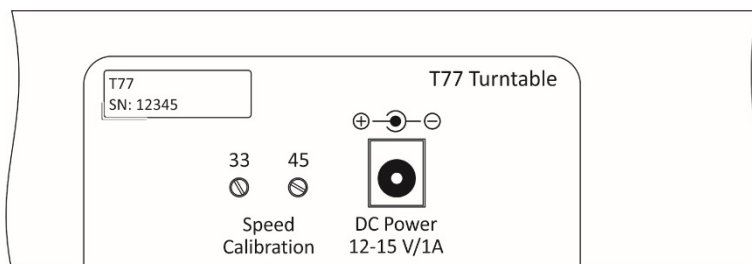 T77
SN: 12345
T77 Turntable
33 45
Speed
Calibration
DC Power
12-15 V/1A